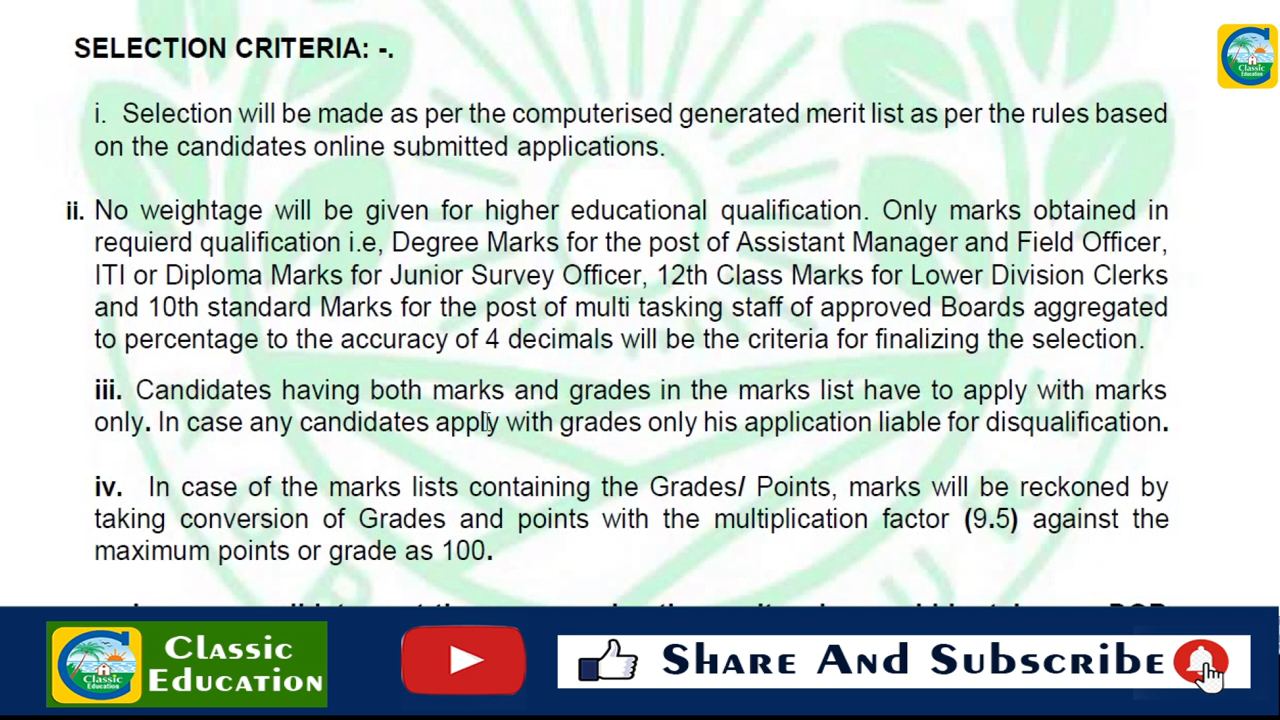 SELECTION CRITERIA: -.
Classic
Education
i. Selection will be made as per the computerised generated merit list as per the rules based
on the candidates online submitted applications.
ii. No weightage will be given for higher educational qualification. Only marks obtained in
requierd qualification i.e, Degree Marks for the post of Assistant Manager and Field Officer,
ITI or Diploma Marks for Junior Survey Officer, 12th Class Marks for Lower Division Clerks
and 10th standard Marks for the post of multi tasking staff of approved Boards aggregated
to percentage to the accuracy of 4 decimals will be the criteria for finalizing the selection.
iii. Candidates having both marks and grades in the marks list have to apply with marks
only. In case any candidates apply with grades only his application liable for disqualification.
iv. In case of the marks lists containing the Grades/ Points, marks will be reckoned by
taking conversion of Grades and points with the multiplication factor (9.5) against the
maximum points or grade as 100.
Classic
Education
Classic
Education
Share And Subscribe